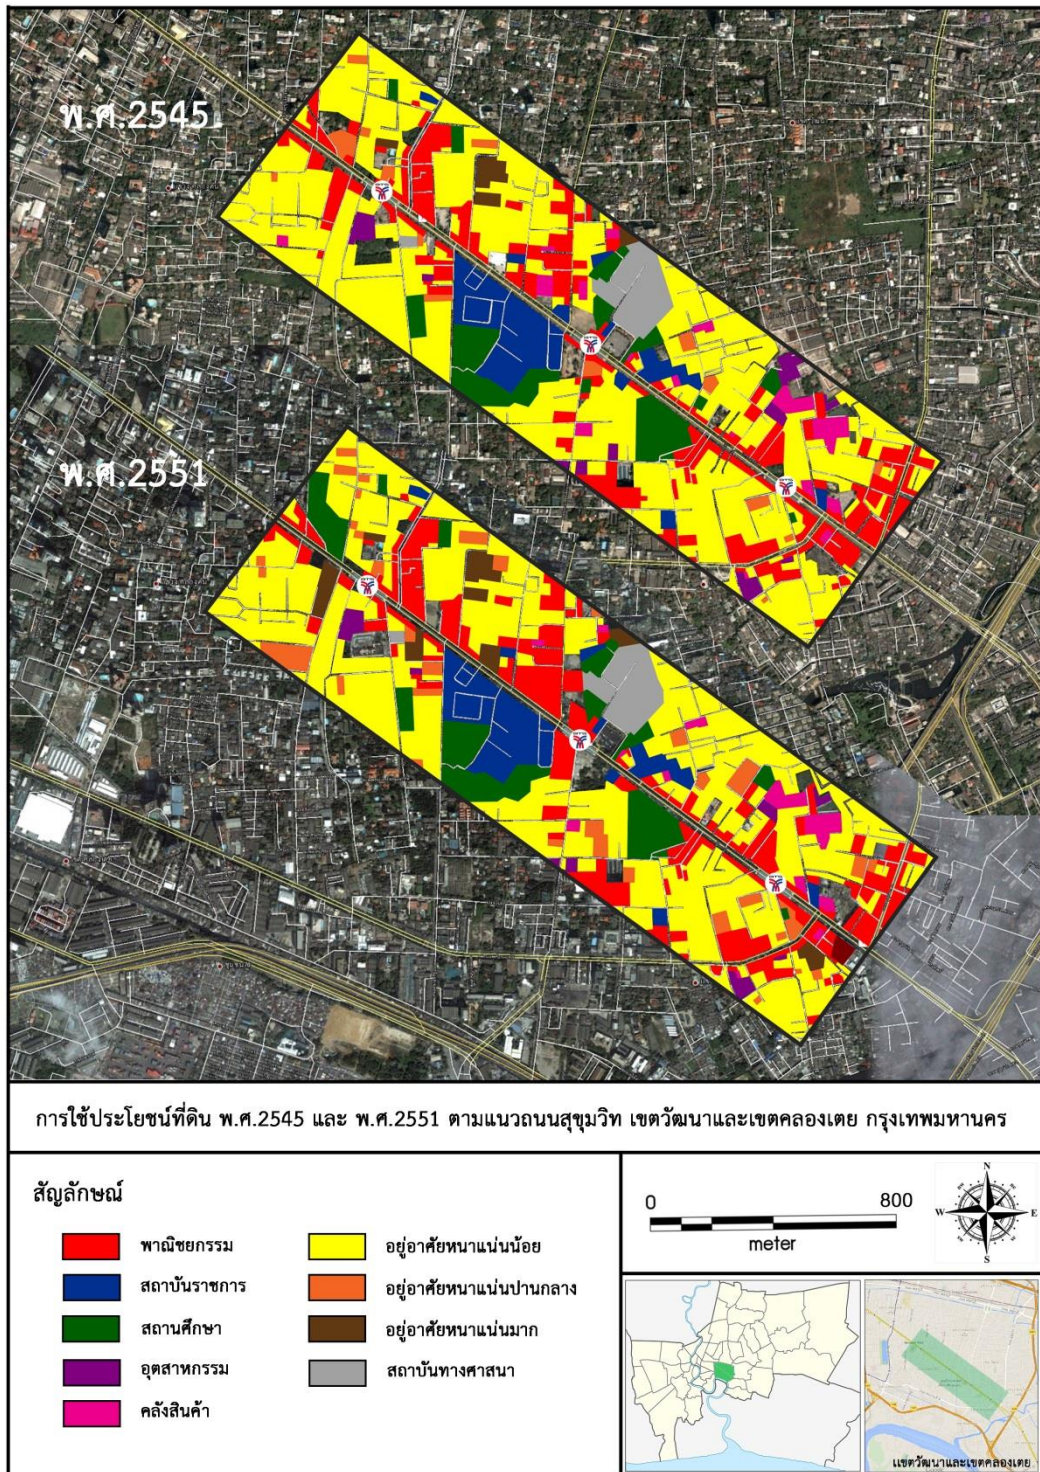 พ.ศ.2545
พ.ศ.2551
การใช้ประโยชน์ที่ดิน พ.ศ.2545 และ พ.ศ.2551 ตามแนวถนนสุขุมวิท เขตวัฒนาและเขตคลองเตย กรุงเทพมหานคร
สัญลักษณ์
พาณิชยกรรม
สถาบันราชการ
สถานศึกษา
อุตสาหกรรม
คลังสินค้า
อยู่อาศัยหนาแน่นน้อย
อยู่อาศัยหนาแน่นปานกลาง
อยู่อาศัยหนาแน่นมาก
สถาบันทางศาสนา
0 800
meter
N
W E
S
เขตวัฒนาและเขตคลองเตย